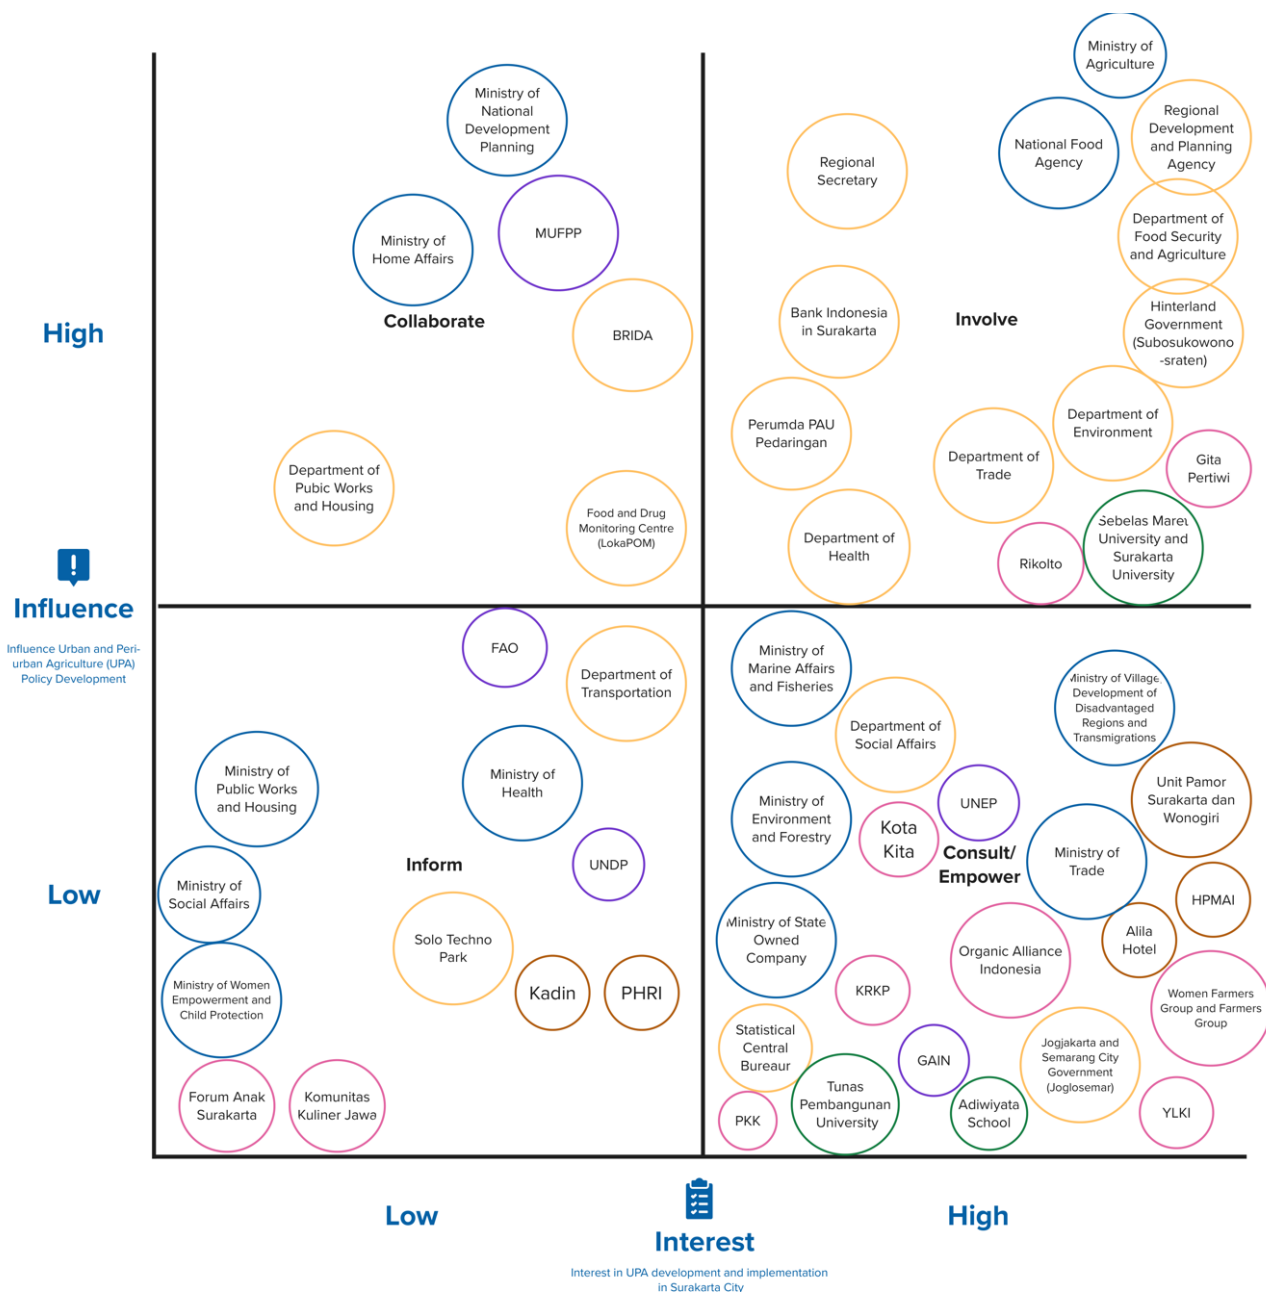 Ministry of
National
Development
Planning
MUFPP
Ministry of
Home Affairs
Collaborate
BRIDA
Department of
Pubic Works
and Housing
Food and Drug
Monitoring Centre
(LokaPOM)
Ministry of
Agriculture
Regional
Development
and Planning
Agency
National Food
Agency
Regional
Secretary
Department of
Food Security
and Agriculture
Bank Indonesia
in Surakarta
Involve
Hinterland
Government
(Subosukowono
-sraten)
Perumda PAU
Pedaringan
Department of
Environment
Department of
Trade
Gita
Pertiwi
Department of
Health
Rikolto
Sebelas Maret
University and
Surakarta
University
High
Influence
Influence Urban and Peri-
urban Agriculture (UPA)
Policy Development
Low
FAO
Department of
Transportation
Ministry of
Public Works
and Housing
Ministry of
Health
UNDP
Inform
Ministry of
Social Affairs
Solo Techno
Park
Ministry of Women
Empowerment and
Child Protection
Kadin
PHRI
Forum Anak
Surakarta
Komunitas
Kuliner Jawa
Ministry of
Marine Affairs
and Fisheries
Ministry of Village,
Development of
Disadvantaged
Regions and
Transmigrations
Department of
Social Affairs
Unit Pamor
Surakarta dan
Wonogiri
Ministry of
Environment
and Forestry
UNEP
Kota
Kita
Consult/
Empower
Ministry of
Trade
HPMAI
Ministry of State
Owned
Company
Alila
Hotel
Organic Alliance
Indonesia
KRKP
Women Farmers
Group and Farmers
Group
Statistical
Central
Bureaur
GAIN
Jogjakarta and
Semarang City
Government
(Joglosemar)
Tunas
Pembangunan
University
Adiwiyata
School
PKK
YLKI
Low
High
Interest
Interest in UPA development and implementation
in Surakarta City